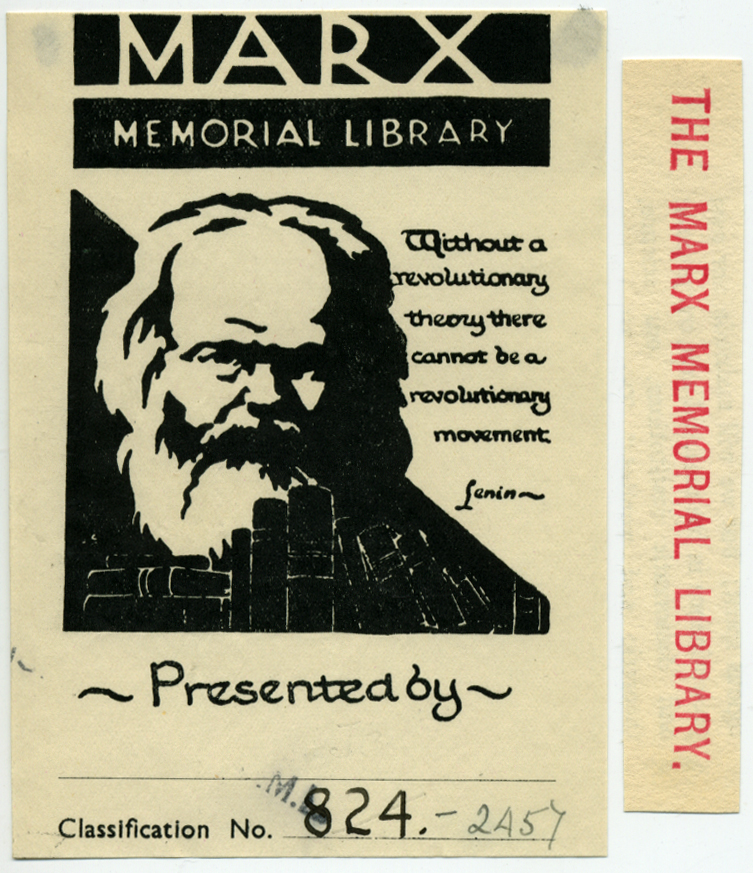 MARX
MEMORIAL LIBRARY
Without a
revolutionary
theory there
cannot be a
revolutionary
movement.
Lenin~
~Presented by~
M.L.
Classification No. 824.- 2457
THE MARX MEMORIAL LIBRARY.